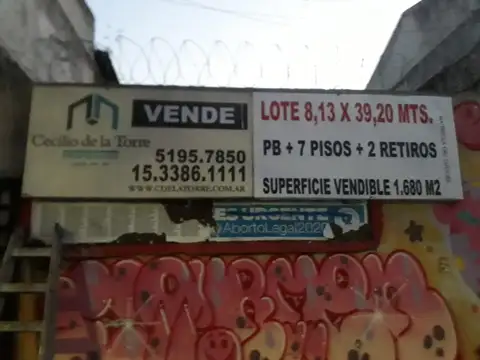 Cecilio de la Torre
VENDE
5195.7850
15.3386.1111
WWW.CDELATORRE.COM.AR
LOTE 8,13 X 39,20 MTS.
PB + 7 PISOS + 2 RETIROS
SUPERFICIE VENDIBLE 1.680 M2
ES URGENTE
#AbortoLegal2020